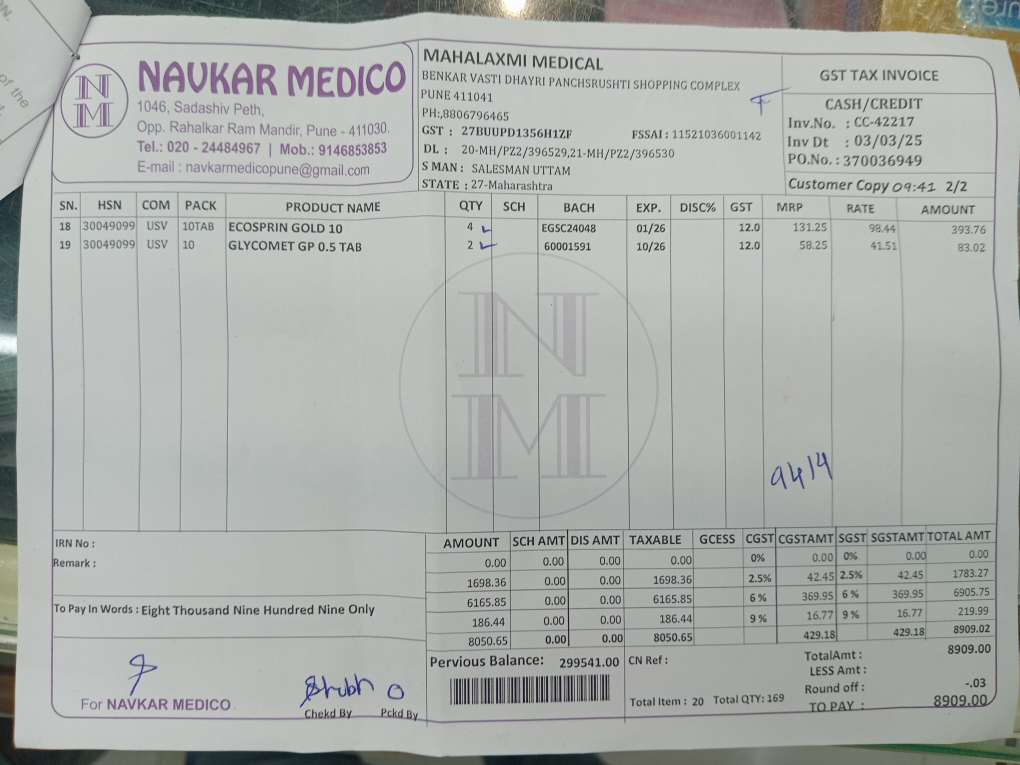 ON.
of the
NM
NAVKAR MEDICO
1046, Sadashiv Peth,
Opp. Rahalkar Ram Mandir, Pune - 411030.
Tel.: 020 - 24484967 | Mob.: 9146853853
E-mail : navkarmedicopune@gmail.com
MAHALAXMI MEDICAL
BENKAR VASTI DHAYRI PANCHSRUSHTI SHOPPING COMPLEX
PUNE 411041
PH:,8806796465
GST : 27BUUPD1356H1ZF FSSAI : 11521036001142
DL : 20-MH/PZ2/396529,21-MH/PZ2/396530
S MAN : SALESMAN UTTAM
STATE : 27-Maharashtra
GST TAX INVOICE
CASH/CREDIT
Inv.No. : CC-42217
Inv Dt : 03/03/25
PO.No. : 370036949
Customer Copy 09:41 2/2
SN. HSN COM PACK PRODUCT NAME QTY SCH BACH EXP. DISC% GST MRP RATE AMOUNT
18 30049099 USV 10TAB ECOSPRIN GOLD 10 4 EGSC24048 01/26 12.0 131.25 98.44 393.76
19 30049099 USV 10 GLYCOMET GP 0.5 TAB 2 60001591 10/26 12.0 58.25 41.51 83.02
NM
9414
IRN No :
Remark :
To Pay In Words : Eight Thousand Nine Hundred Nine Only
AMOUNT SCH AMT DIS AMT TAXABLE GCESS CGST CGSTAMT SGST SGSTAMT TOTAL AMT
0.00 0.00 0.00 0.00 0% 0.00 0% 0.00 0.00
1698.36 0.00 0.00 1698.36 2.5% 42.45 2.5% 42.45 1783.27
6165.85 0.00 0.00 6165.85 6% 369.95 6% 369.95 6905.75
186.44 0.00 0.00 186.44 9% 16.77 9% 16.77 219.99
8050.65 0.00 0.00 8050.65 429.18 429.18 8909.02
Pervious Balance: 299541.00
CN Ref :
Total Item : 20 Total QTY: 169
TotalAmt : 8909.00
LESS Amt :
Round off : -.03
TO PAY : 8909.00
For NAVKAR MEDICO
Shubh
Chekd By Pckd By